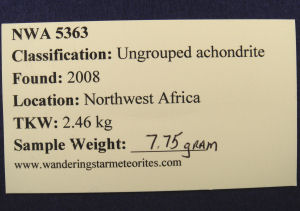 NWA 5363
Classification: Ungrouped achondrite
Found: 2008
Location: Northwest Africa
TKW: 2.46 kg
Sample Weight: 7.75 gram
www.wanderingstarmeteorites.com